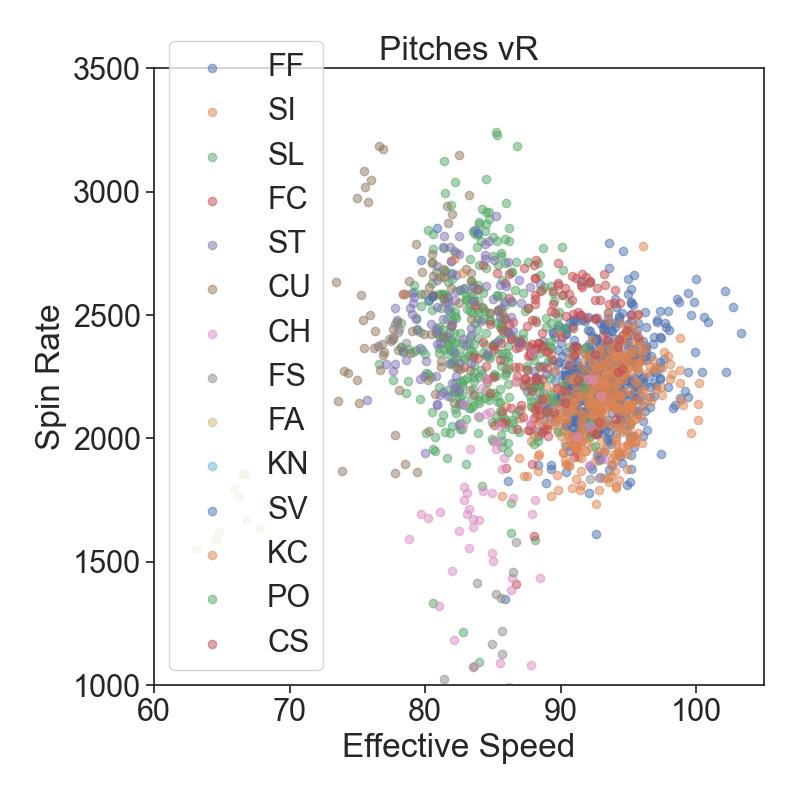 Pitches vR
FF
SI
SL
FC
ST
CU
CH
FS
FA
KN
SV
KC
PO
CS
3500
3000
2500
2000
1500
1000
Spin Rate
60 70 80 90 100
Effective Speed